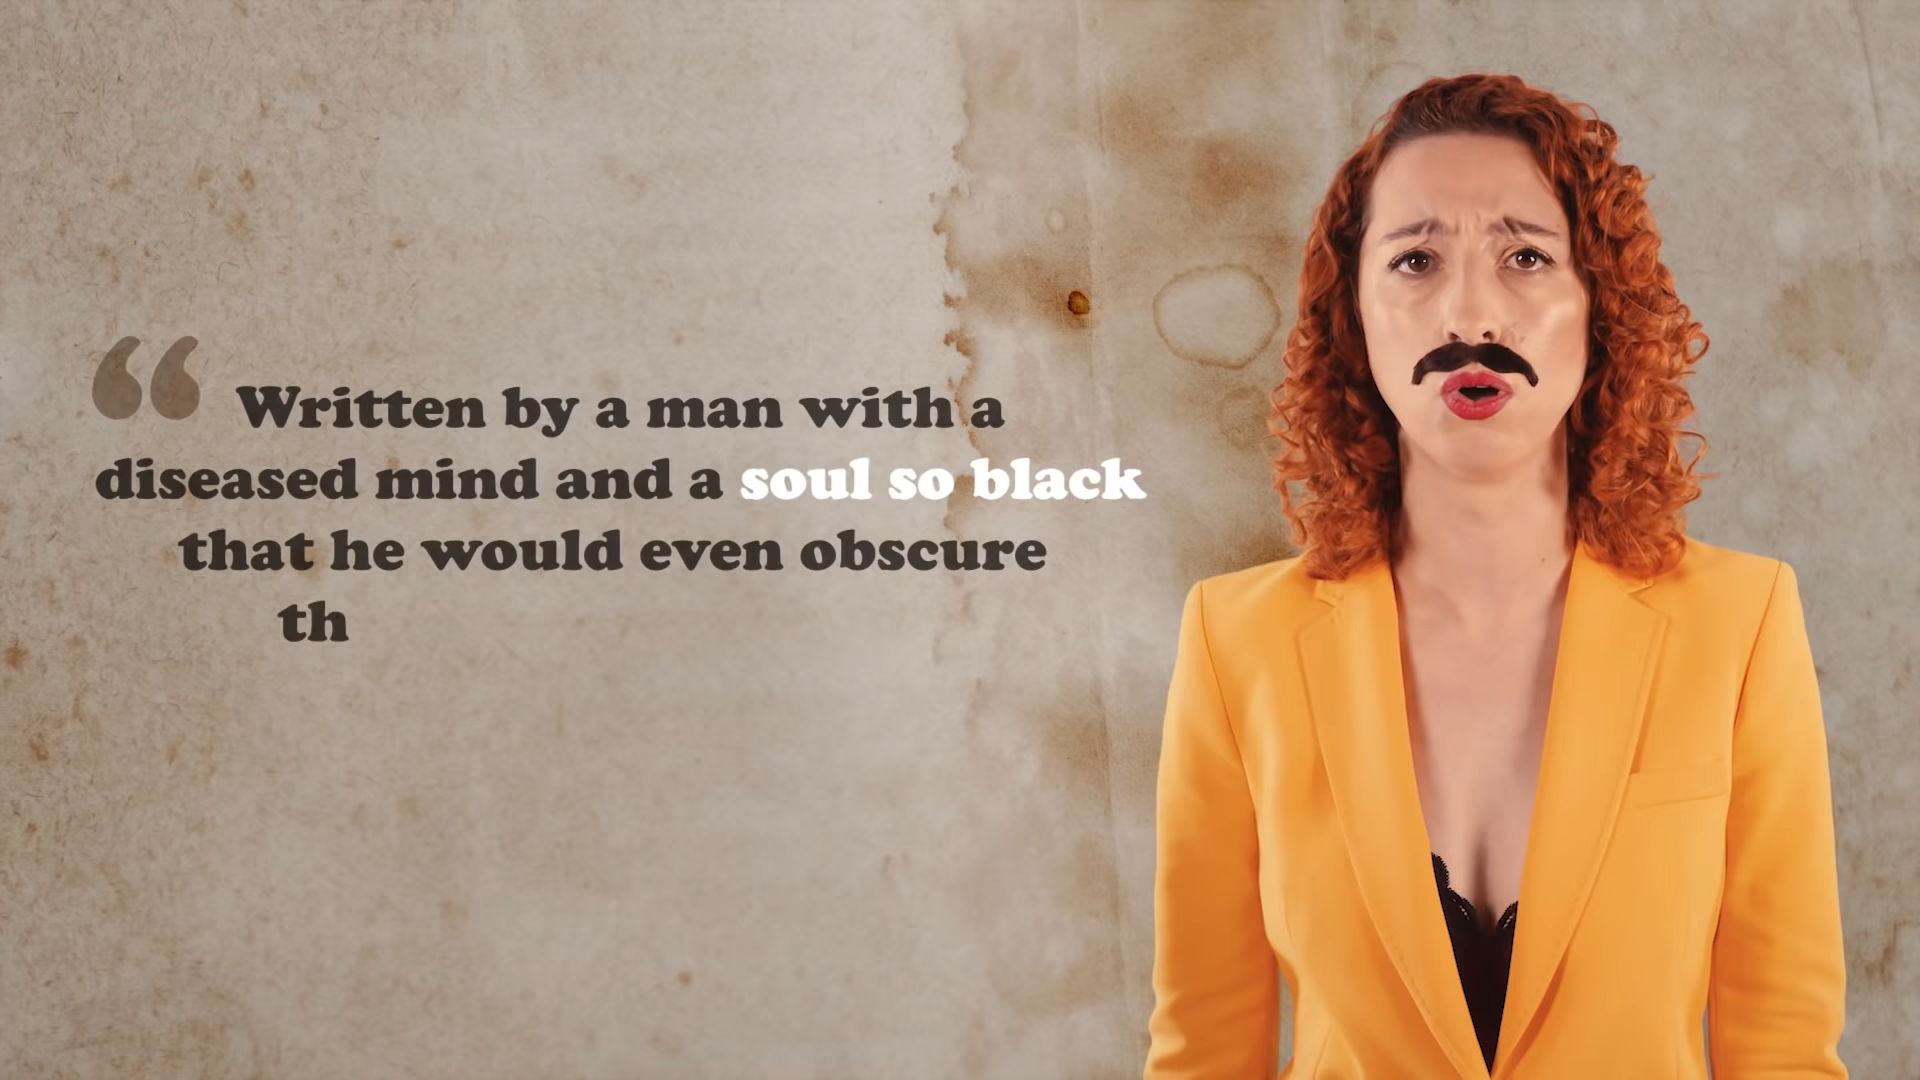 “ Written by a man with a
diseased mind and a soul so black
that he would even obscure
th